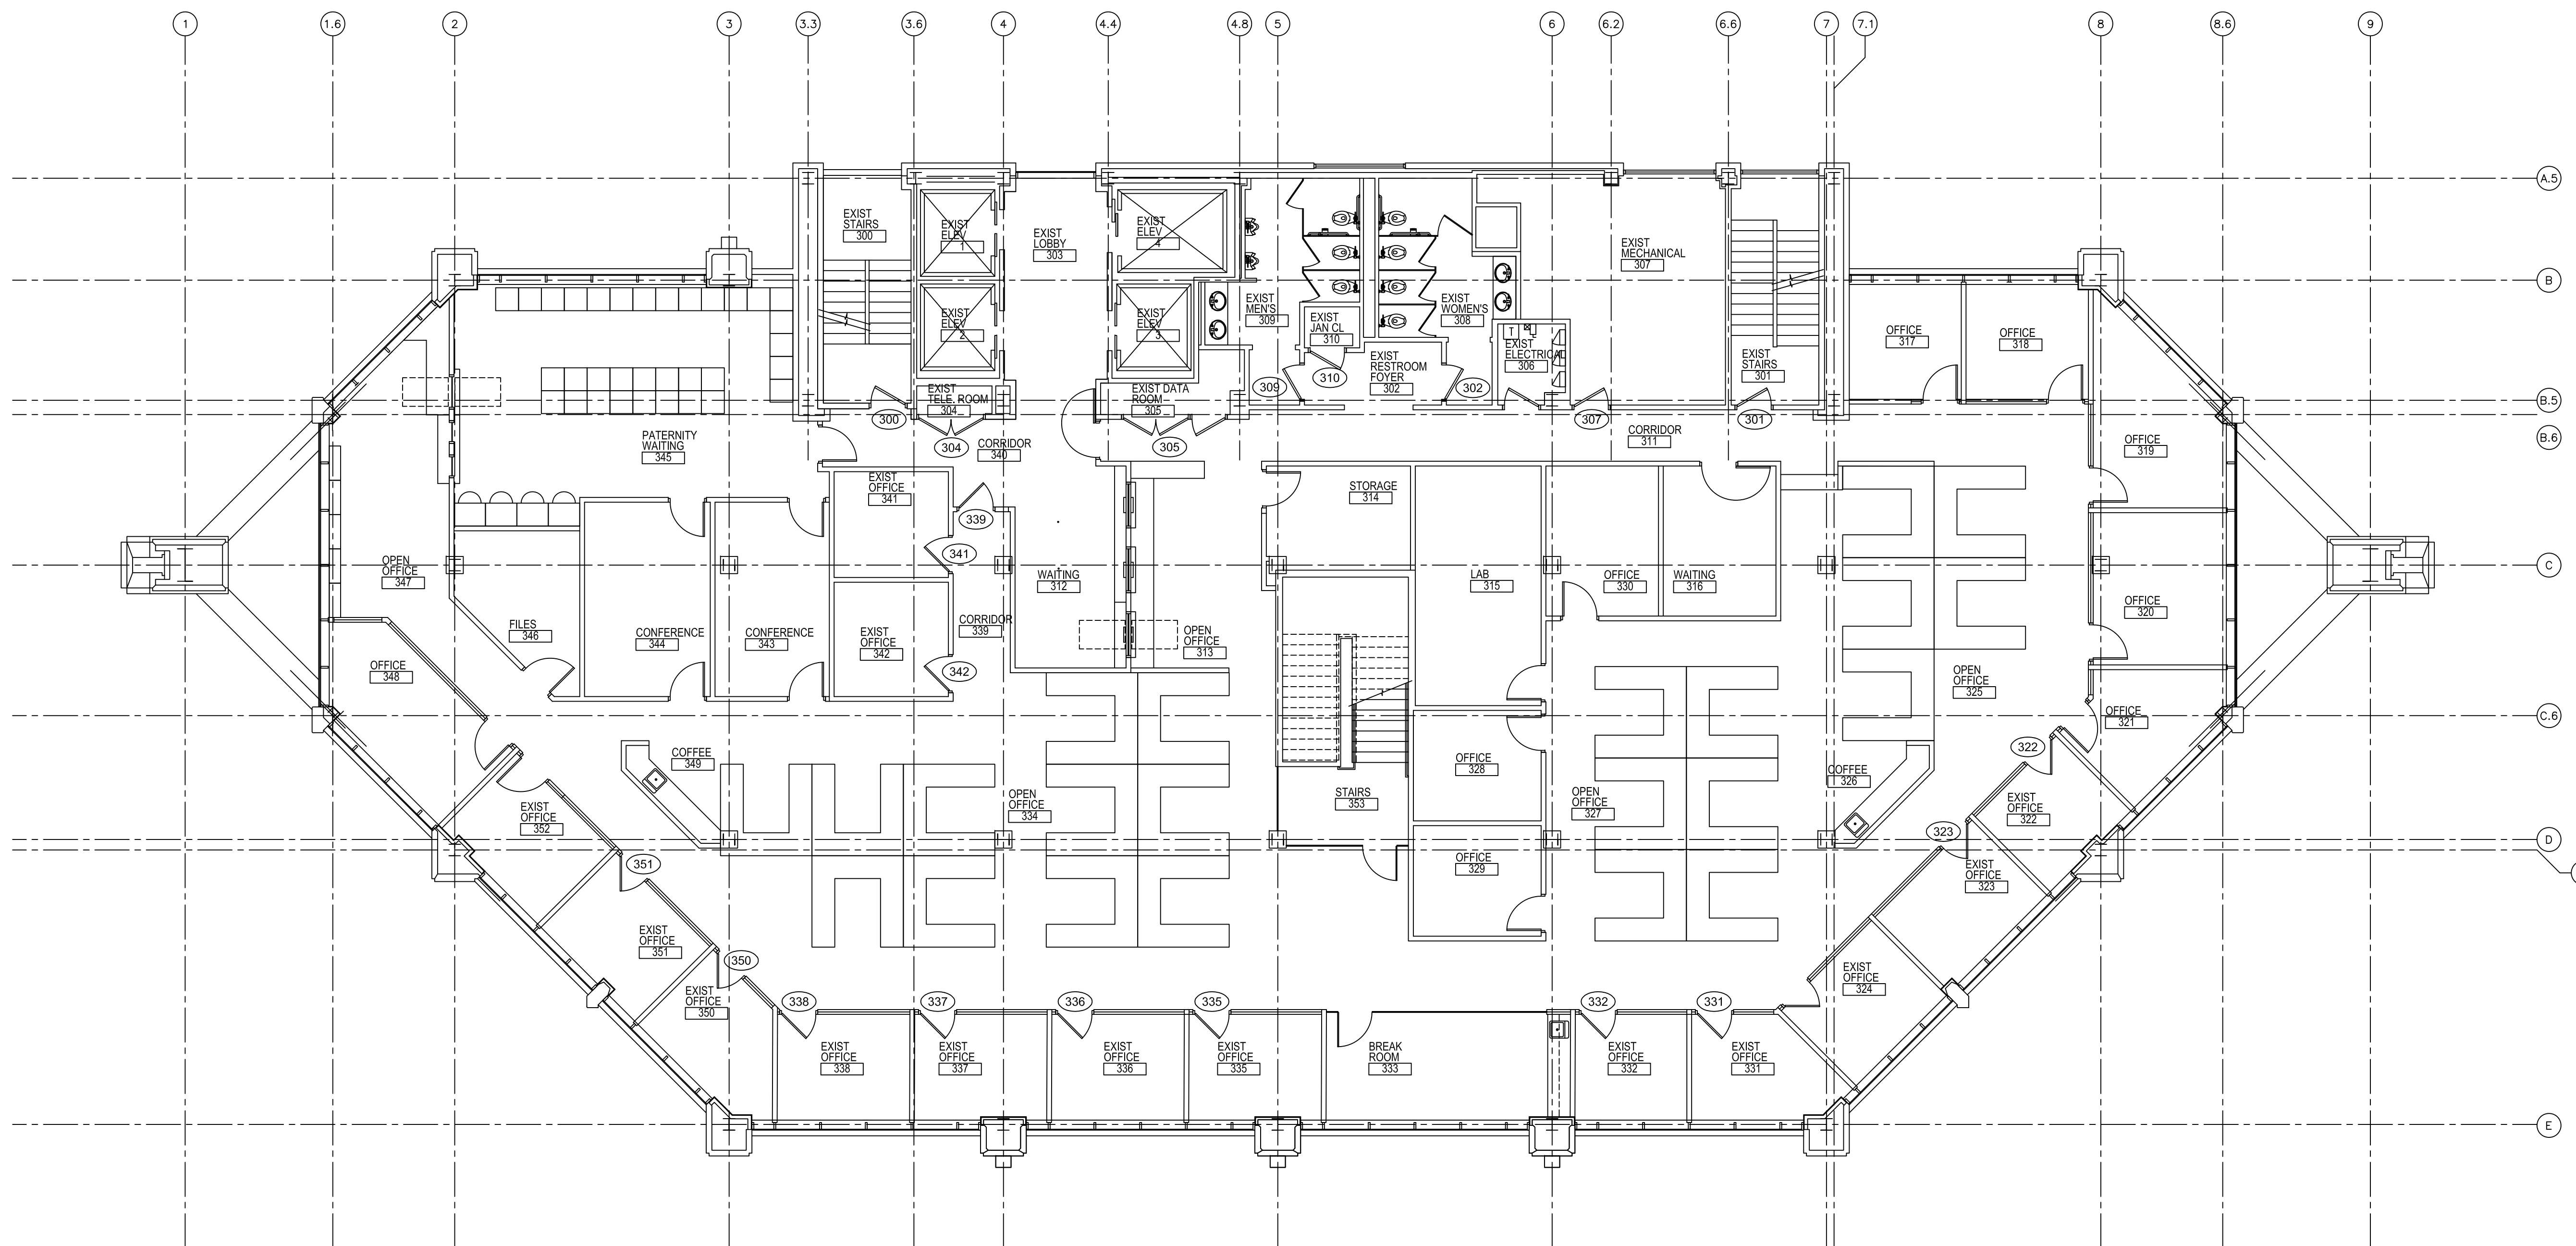 1
1.6
2
3
3.3
3.6
4
4.4
4.8
5
6
6.2
6.6
7
7.1
8
8.6
9
A.5
B
B.5
B.6
C
C.6
D
E
EXIST
STAIRS
300
EXIST
ELEV
1
EXIST
LOBBY
303
EXIST
ELEV
4
EXIST
MECHANICAL
307
EXIST
ELEV
2
EXIST
ELEV
3
EXIST
MEN'S
309
EXIST
JAN CL
310
EXIST
WOMEN'S
308
T
EXIST
ELECTRICAL
306
EXIST
RESTROOM
FOYER
302
EXIST
STAIRS
301
OFFICE
317
OFFICE
318
EXIST
TELE. ROOM
304
EXIST DATA
ROOM
305
309
310
302
300
304
305
307
301
PATERNITY
WAITING
345
CORRIDOR
340
CORRIDOR
311
OFFICE
319
EXIST
OFFICE
341
339
341
STORAGE
314
OPEN
OFFICE
347
WAITING
312
LAB
315
OFFICE
330
WAITING
316
OFFICE
320
FILES
346
CONFERENCE
344
CONFERENCE
343
EXIST
OFFICE
342
CORRIDOR
339
342
OPEN
OFFICE
313
OFFICE
348
OPEN
OFFICE
325
OFFICE
321
COFFEE
349
OFFICE
328
322
COFFEE
326
OPEN
OFFICE
334
STAIRS
353
OPEN
OFFICE
327
EXIST
OFFICE
352
EXIST
OFFICE
322
351
323
OFFICE
329
EXIST
OFFICE
323
EXIST
OFFICE
351
350
EXIST
OFFICE
324
EXIST
OFFICE
350
338
337
336
335
332
331
EXIST
OFFICE
338
EXIST
OFFICE
337
EXIST
OFFICE
336
EXIST
OFFICE
335
BREAK
ROOM
333
EXIST
OFFICE
332
EXIST
OFFICE
331